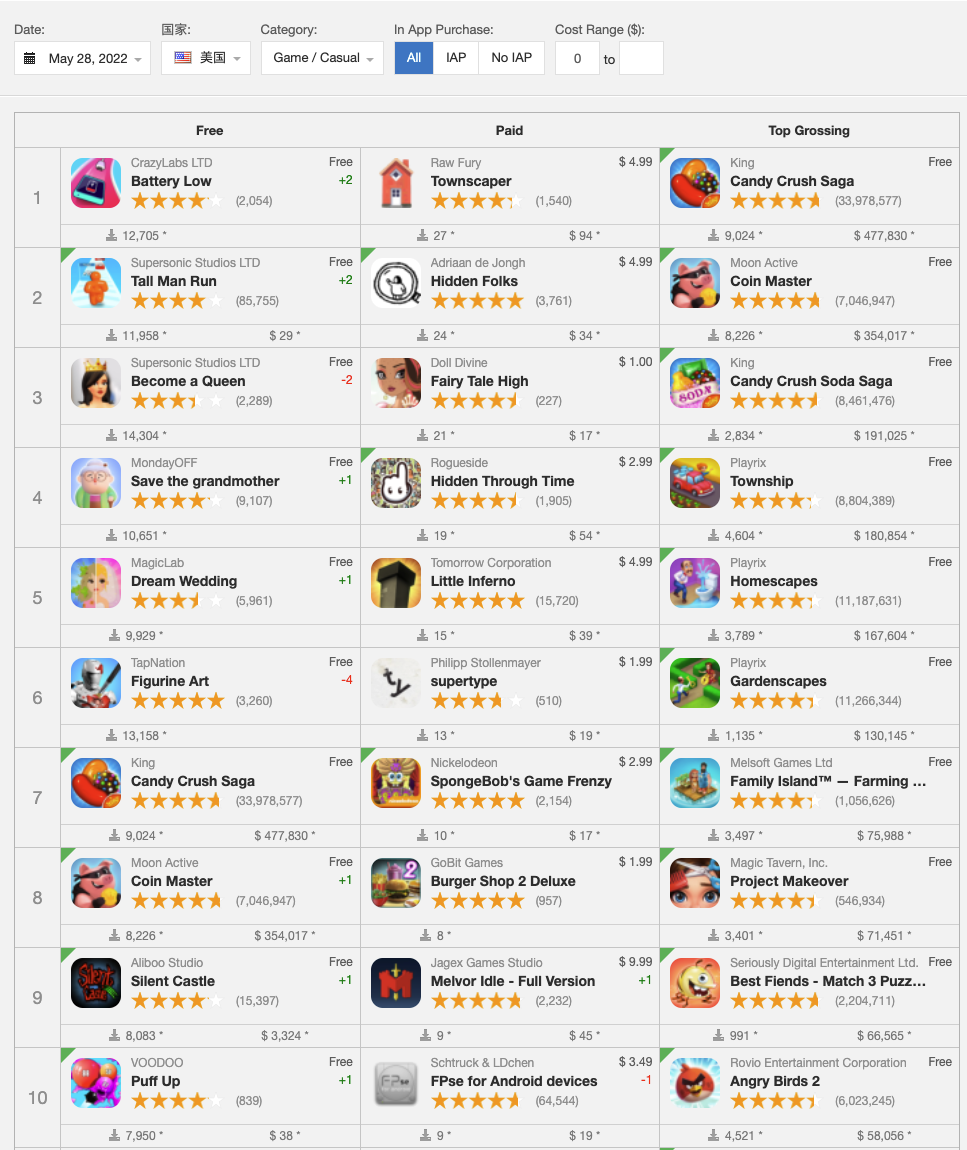 Date:
国家:
Category:
In App Purchase:
Cost Range ($):
May 28, 2022
美国
Game / Casual
All
IAP
No IAP
0
to
Free
Paid
Top Grossing
1
CrazyLabs LTD
Free
Battery Low
+2
(2,054)
12,705 *
Raw Fury
$ 4.99
Townscaper
(1,540)
27 *
$ 94 *
King
Free
Candy Crush Saga
(33,978,577)
9,024 *
$ 477,830 *
2
Supersonic Studios LTD
Free
Tall Man Run
+2
(85,755)
11,958 *
$ 29 *
Adriaan de Jongh
$ 4.99
Hidden Folks
(3,761)
24 *
$ 34 *
Moon Active
Free
Coin Master
(7,046,947)
8,226 *
$ 354,017 *
3
Supersonic Studios LTD
Free
Become a Queen
-2
(2,289)
14,304 *
Doll Divine
$ 1.00
Fairy Tale High
(227)
21 *
$ 17 *
SODA
King
Free
Candy Crush Soda Saga
(8,461,476)
2,834 *
$ 191,025 *
4
MondayOFF
Free
Save the grandmother
+1
(9,107)
10,651 *
Rogueside
$ 2.99
Hidden Through Time
(1,905)
19 *
$ 54 *
Playrix
Free
Township
(8,804,389)
4,604 *
$ 180,854 *
5
MagicLab
Free
Dream Wedding
+1
(5,961)
9,929 *
Tomorrow Corporation
$ 4.99
Little Inferno
(15,720)
15 *
$ 39 *
Playrix
Free
Homescapes
(11,187,631)
3,789 *
$ 167,604 *
6
TapNation
Free
Figurine Art
-4
(3,260)
13,158 *
ty
Philipp Stollenmayer
$ 1.99
supertype
(510)
13 *
$ 19 *
Playrix
Free
Gardenscapes
(11,266,344)
1,135 *
$ 130,145 *
7
King
Free
Candy Crush Saga
(33,978,577)
9,024 *
$ 477,830 *
Nickelodeon
$ 2.99
SpongeBob's Game Frenzy
(2,154)
10 *
$ 17 *
Melsoft Games Ltd
Free
Family Island™ — Farming ...
(1,056,626)
3,497 *
$ 75,988 *
8
Moon Active
Free
Coin Master
+1
(7,046,947)
8,226 *
$ 354,017 *
2
GoBit Games
$ 1.99
Burger Shop 2 Deluxe
(957)
8 *
Magic Tavern, Inc.
Free
Project Makeover
(546,934)
3,401 *
$ 71,451 *
9
Silent
Castle
Aliboo Studio
Free
Silent Castle
+1
(15,397)
8,083 *
$ 3,324 *
M
Jagex Games Studio
$ 9.99
Melvor Idle - Full Version
+1
(2,232)
9 *
$ 45 *
Seriously Digital Entertainment Ltd.
Free
Best Fiends - Match 3 Puzz...
(2,204,711)
991 *
$ 66,565 *
10
VOODOO
Free
Puff Up
+1
(839)
7,950 *
$ 38 *
FPse
Schtruck & LDchen
$ 3.49
FPse for Android devices
-1
(64,544)
9 *
$ 19 *
Rovio Entertainment Corporation
Free
Angry Birds 2
(6,023,245)
4,521 *
$ 58,056 *